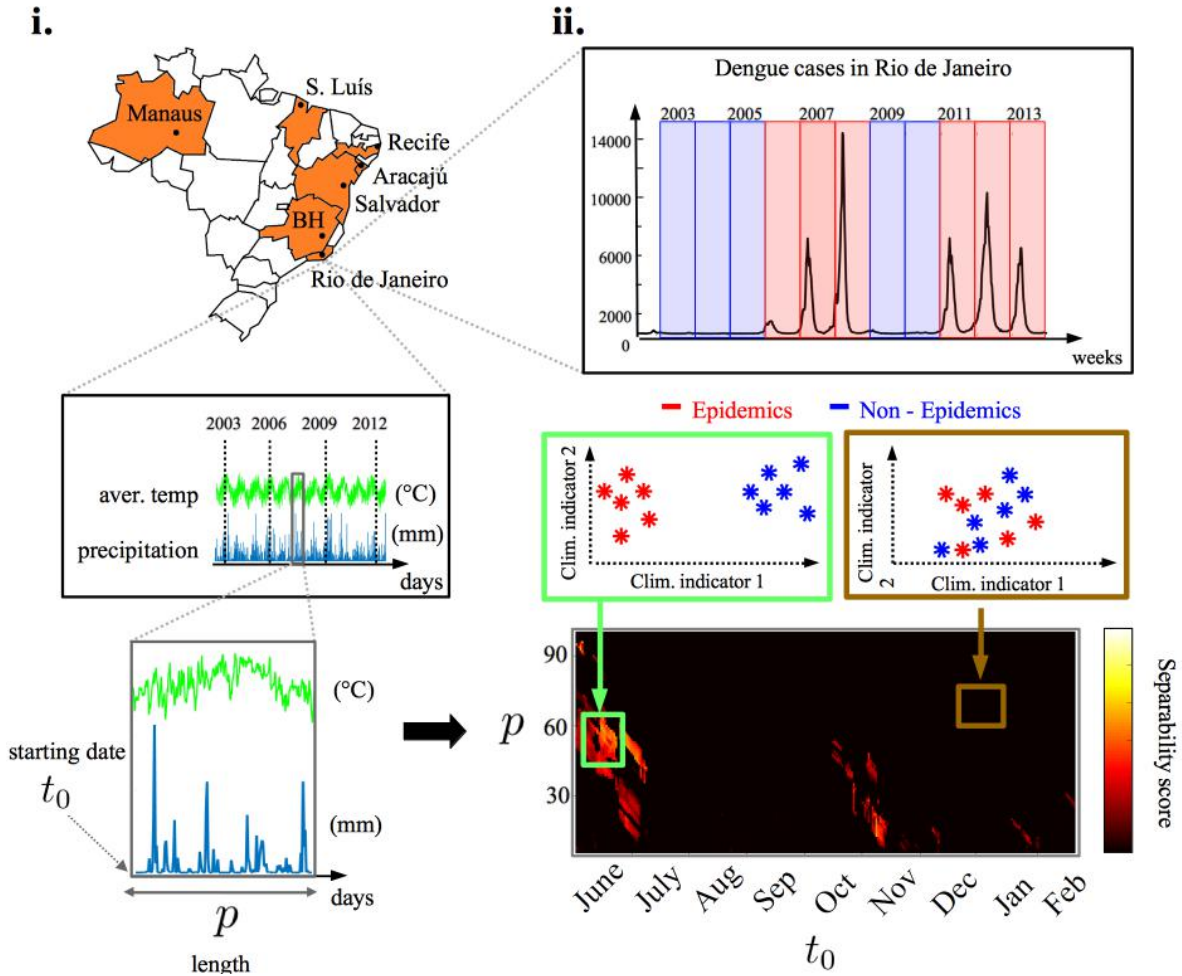 i.
S. Luís
Manaus
Recife
Aracajú
Salvador
BH
Rio de Janeiro
2003 2006 2009 2012
aver. temp (°C)
precipitation (mm)
days
(°C)
starting date
t0
(mm)
days
p
length
ii.
Dengue cases in Rio de Janeiro
2003 2005 2007 2009 2011 2013
14000
10000
6000
2000
0
weeks
Epidemics Non - Epidemics
Clim. indicator 2
Clim. indicator 1
Clim. indicator 2
Clim. indicator 1
90
60
30
p
Separability score
June July Aug Sep Oct Nov Dec Jan Feb
t0